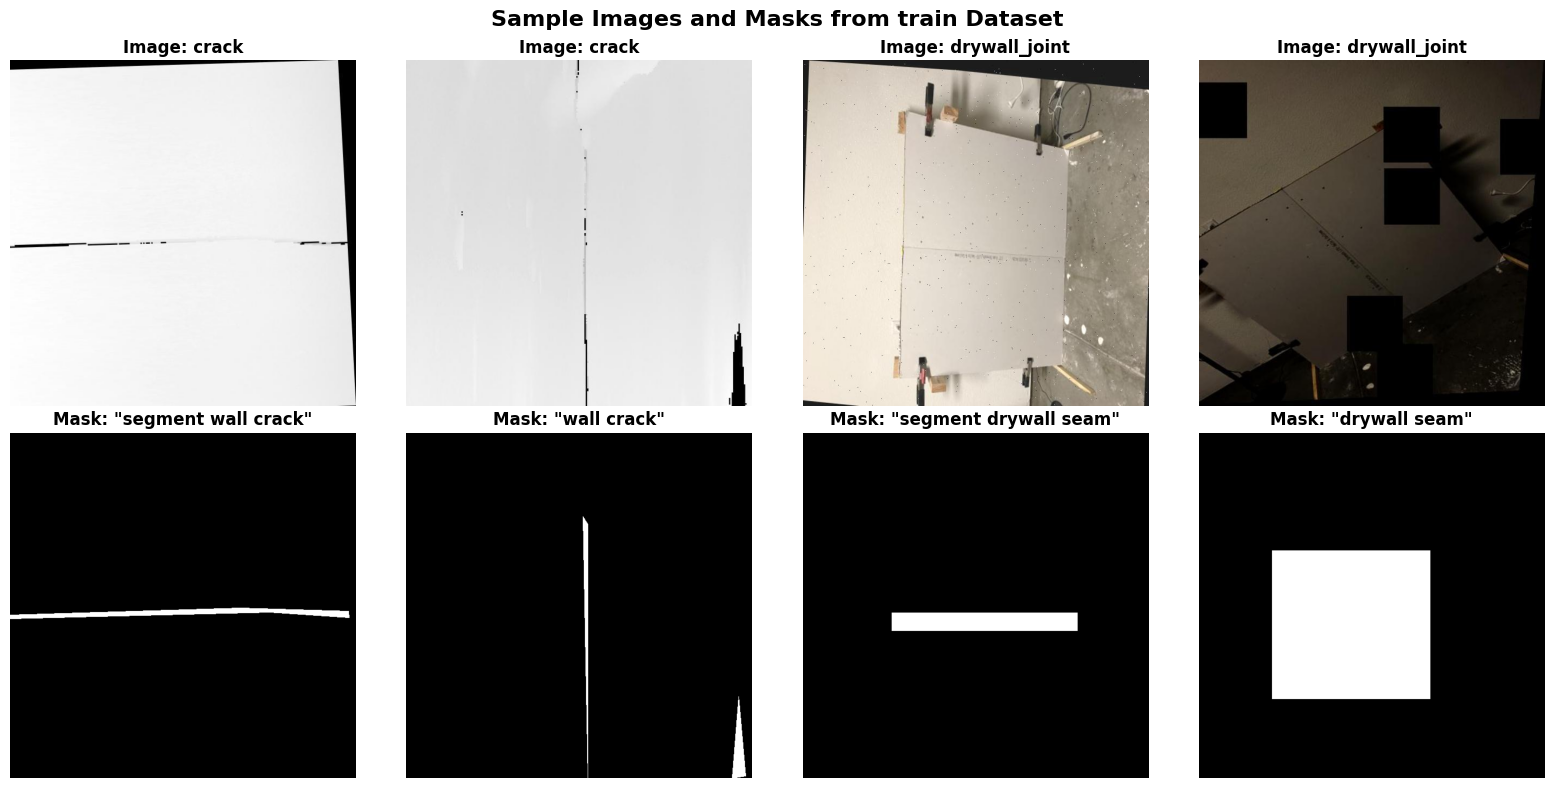 Sample Images and Masks from train Dataset
Image: crack
Image: crack
Image: drywall_joint
Image: drywall_joint
Mask: "segment wall crack"
Mask: "wall crack"
Mask: "segment drywall seam"
Mask: "drywall seam"